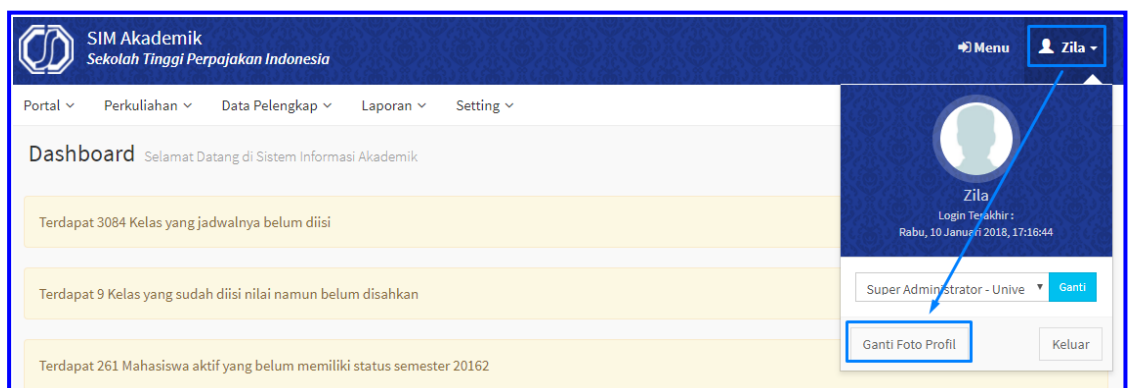 SIM Akademik
Sekolah Tinggi Perpajakan Indonesia
Menu
Zila
Portal
Perkuliahan
Data Pelengkap
Laporan
Setting
Dashboard Selamat Datang di Sistem Informasi Akademik
Terdapat 3084 Kelas yang jadwalnya belum diisi
Terdapat 9 Kelas yang sudah diisi nilai namun belum disahkan
Terdapat 261 Mahasiswa aktif yang belum memiliki status semester 20162
Zila
Login Terakhir :
Rabu, 10 Januari 2018, 17:16:44
Super Administrator - Unive
Ganti
Ganti Foto Profil
Keluar